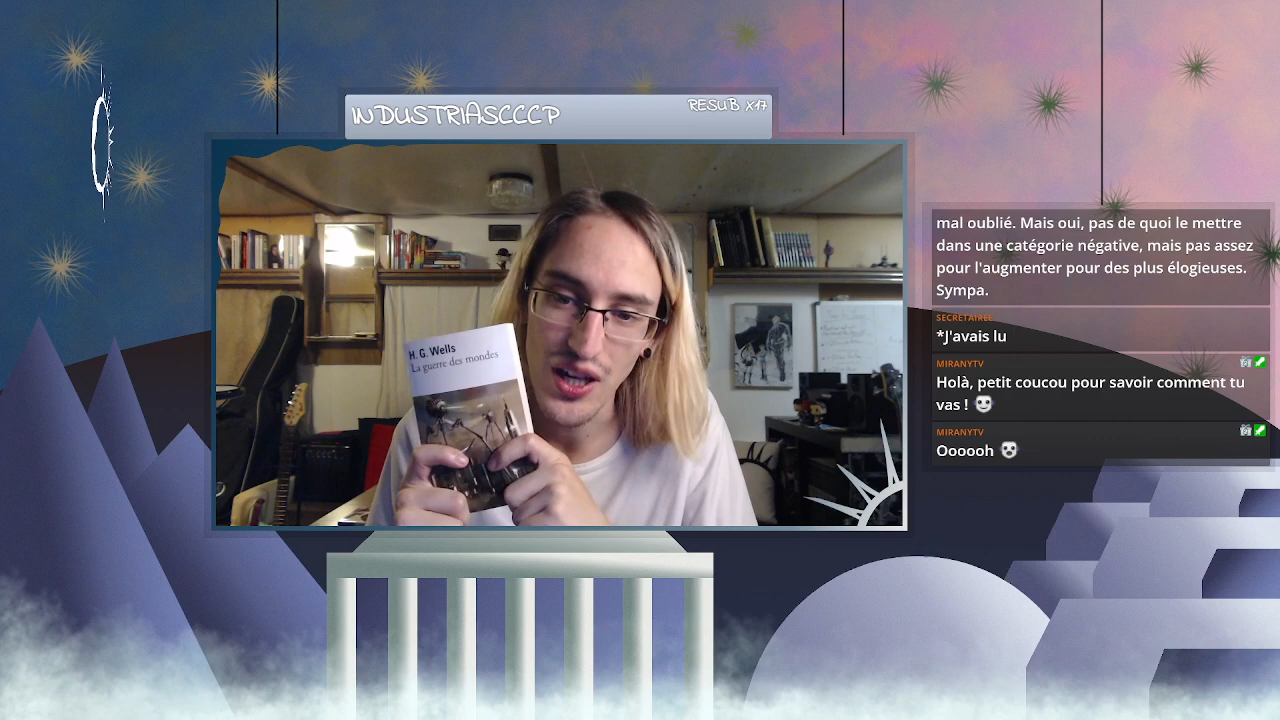 INDUSTRIASCCCP
RESUB X17
H.G. Wells
La guerre des mondes
mal oublié. Mais oui, pas de quoi le mettre
dans une catégorie négative, mais pas assez
pour l'augmenter pour des plus élogieuses.
Sympa.
SECRETAIREE
*J'avais lu
MIRANYTV
Holà, petit coucou pour savoir comment tu
vas !
MIRANYTV
Oooooh